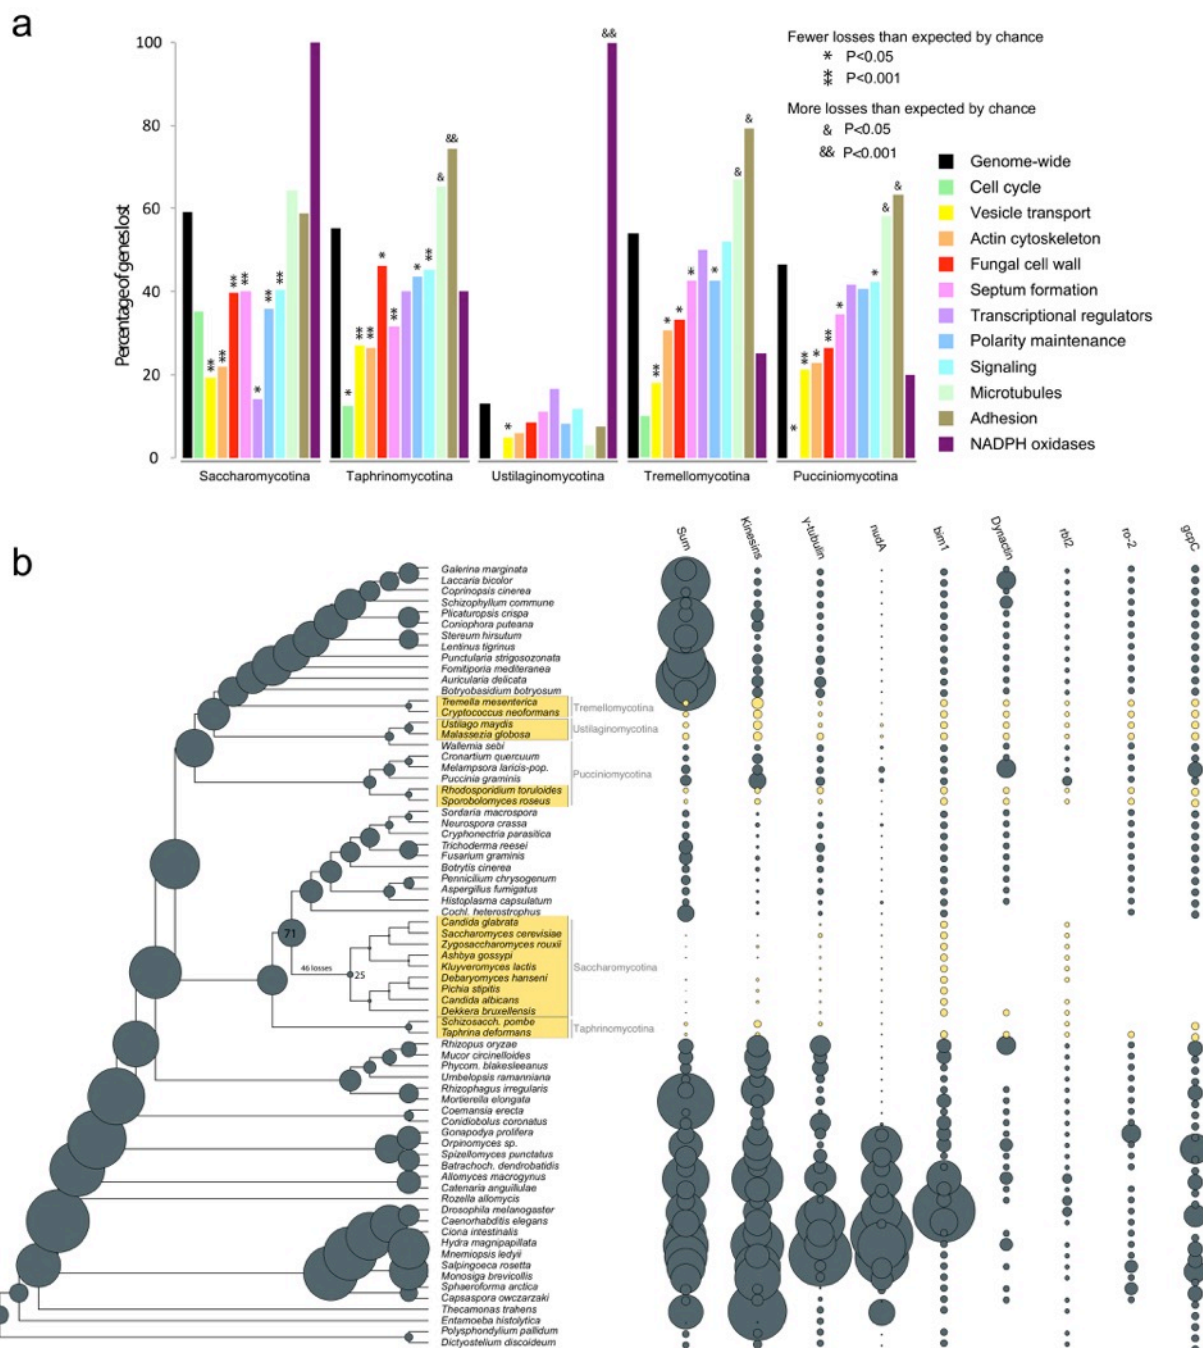 a
100
80
60
40
20
0
Percentage of genes lost
&&
&&
&
&
&
&
&
Saccharomycotina
Taphrinomycotina
Ustilaginomycotina
Tremellomycotina
Pucciniomycotina
Fewer losses than expected by chance
* P<0.05
** P<0.001
More losses than expected by chance
& P<0.05
&& P<0.001
Genome-wide
Cell cycle
Vesicle transport
Actin cytoskeleton
Fungal cell wall
Septum formation
Transcriptional regulators
Polarity maintenance
Signaling
Microtubules
Adhesion
NADPH oxidases
b
Sum
Kinesins
γ-tubulin
nudA
bim1
Dynactin
rbl2
ro-2
gcpC
Galerina marginata
Laccaria bicolor
Coprinopsis cinerea
Schizophyllum commune
Plicaturopsis crispa
Coniophora puteana
Stereum hirsutum
Lentinus tigrinus
Punctularia strigosozonata
Fomitiporia mediteranea
Auricularia delicata
Botryobasidium botryosum
Tremella mesenterica
Cryptococcus neoformans
Tremellomycotina
Ustilago maydis
Malassezia globosa
Ustilaginomycotina
Wallemia sebi
Cronartium quercuum
Melampsora laricis-pop.
Puccinia graminis
Pucciniomycotina
Rhodosporidium toruloides
Sporobolomyces roseus
Sordaria macrospora
Neurospora crassa
Cryphonectria parasitica
Trichoderma reesei
Fusarium graminis
Botrytis cinerea
Pennicilium chrysogenum
Aspergillus fumigatus
Histoplasma capsulatum
Cochl. heterostrophus
71
46 losses
25
Candida glabrata
Saccharomyces cerevisiae
Zygosaccharomyces rouxii
Ashbya gossypi
Kluyveromyces lactis
Debaryomyces hanseni
Pichia stipitis
Candida albicans
Dekkera bruxellensis
Saccharomycotina
Schizosacch. pombe
Taphrina deformans
Taphrinomycotina
Rhizopus oryzae
Mucor circinelloides
Phycom. blakesleeanus
Umbelopsis ramanniana
Rhizophagus irregularis
Mortierella elongata
Coemansia erecta
Conidiobolus coronatus
Gonapodya prolifera
Orpinomyces sp.
Spizellomyces punctatus
Batrachoch. dendrobatidis
Allomyces macrogynus
Catenaria anguillulae
Rozella allomycis
Drosophila melanogaster
Caenorhabditis elegans
Ciona intestinalis
Hydra magnipapillata
Mnemiopsis ledyii
Salpingoeca rosetta
Monosiga brevicollis
Sphaeroforma arctica
Capsaspora owczarzaki
Thecamonas trahens
Entamoeba histolytica
Polysphondylium pallidum
Dictyostelium discoideum